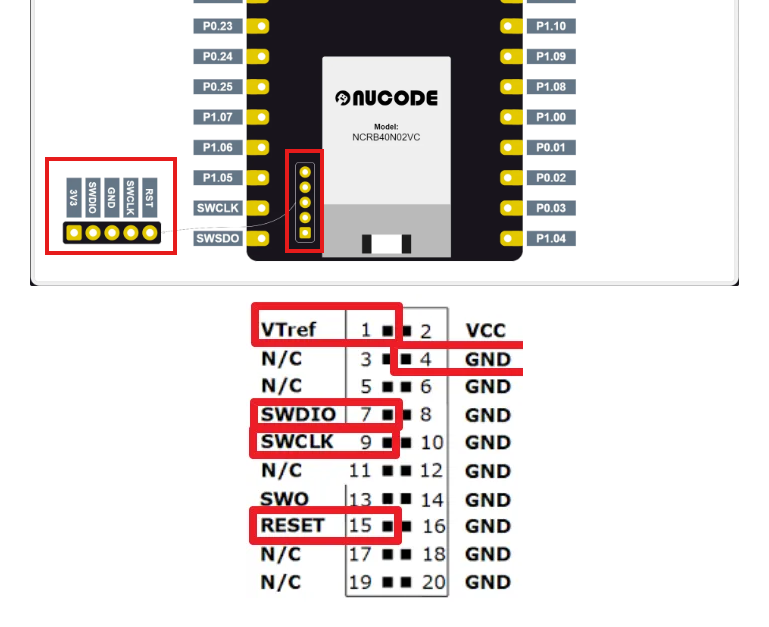 P0.23 P1.10
P0.24 P1.09
P0.25 P1.08
NUCODE
P1.07 Model: P1.00
NCRB40N02VC
P1.06 P0.01
P1.05 P0.02
3V3 SWDIO GND SWCLK RST
SWCLK P0.03
SWSDO P1.04
VTref 1 2 VCC
N/C 3 4 GND
N/C 5 6 GND
SWDIO 7 8 GND
SWCLK 9 10 GND
N/C 11 12 GND
SWO 13 14 GND
RESET 15 16 GND
N/C 17 18 GND
N/C 19 20 GND